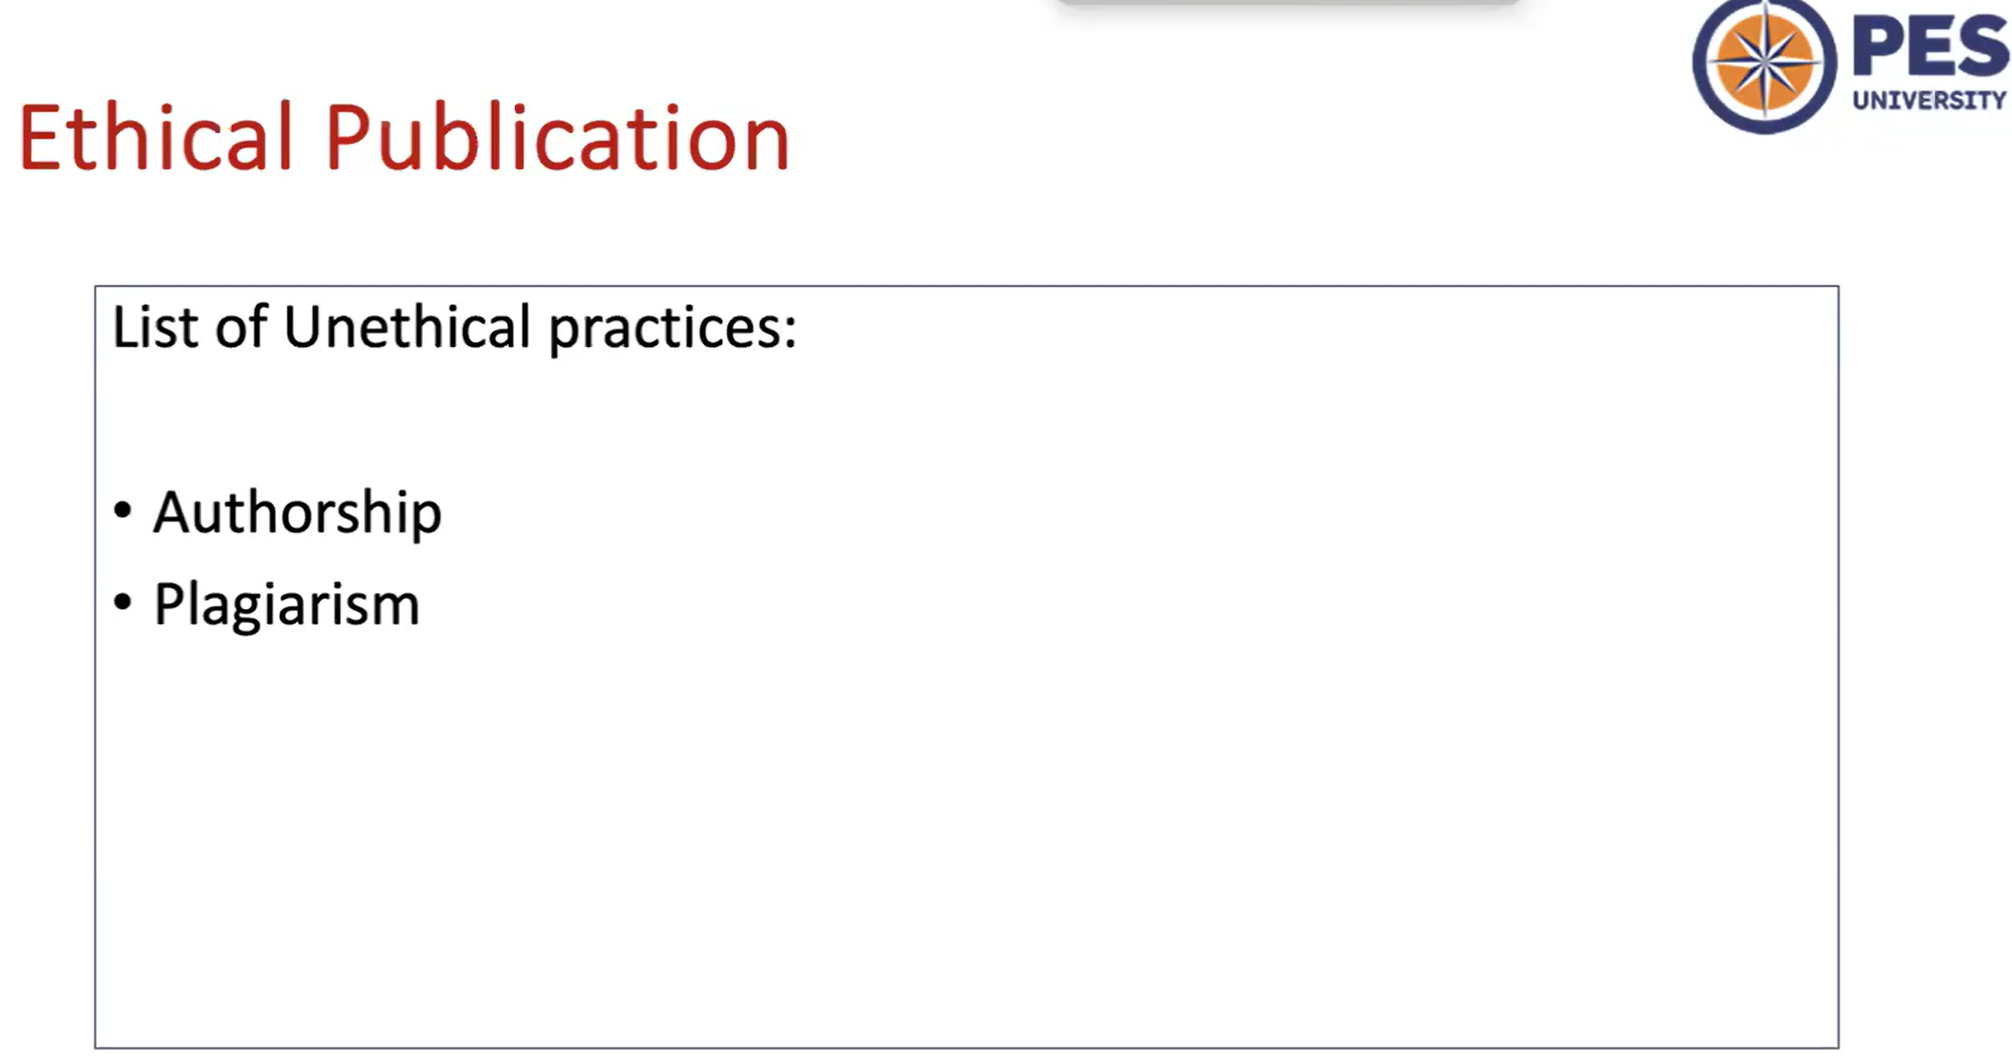 PES
UNIVERSITY
Ethical Publication
List of Unethical practices:
• Authorship
• Plagiarism